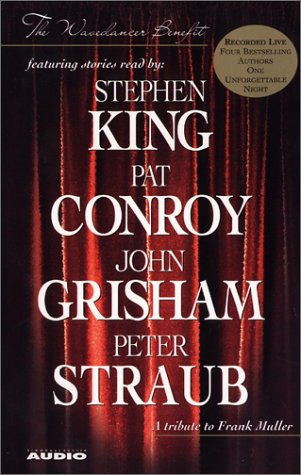 The Wavedancer Benefit
featuring stories read by:
RECORDED LIVE
FOUR BESTSELLING
AUTHORS
ONE
UNFORGETTABLE
NIGHT
STEPHEN
KING
PAT
CONROY
JOHN
GRISHAM
PETER
STRAUB
A tribute to Frank Muller
AUDIO